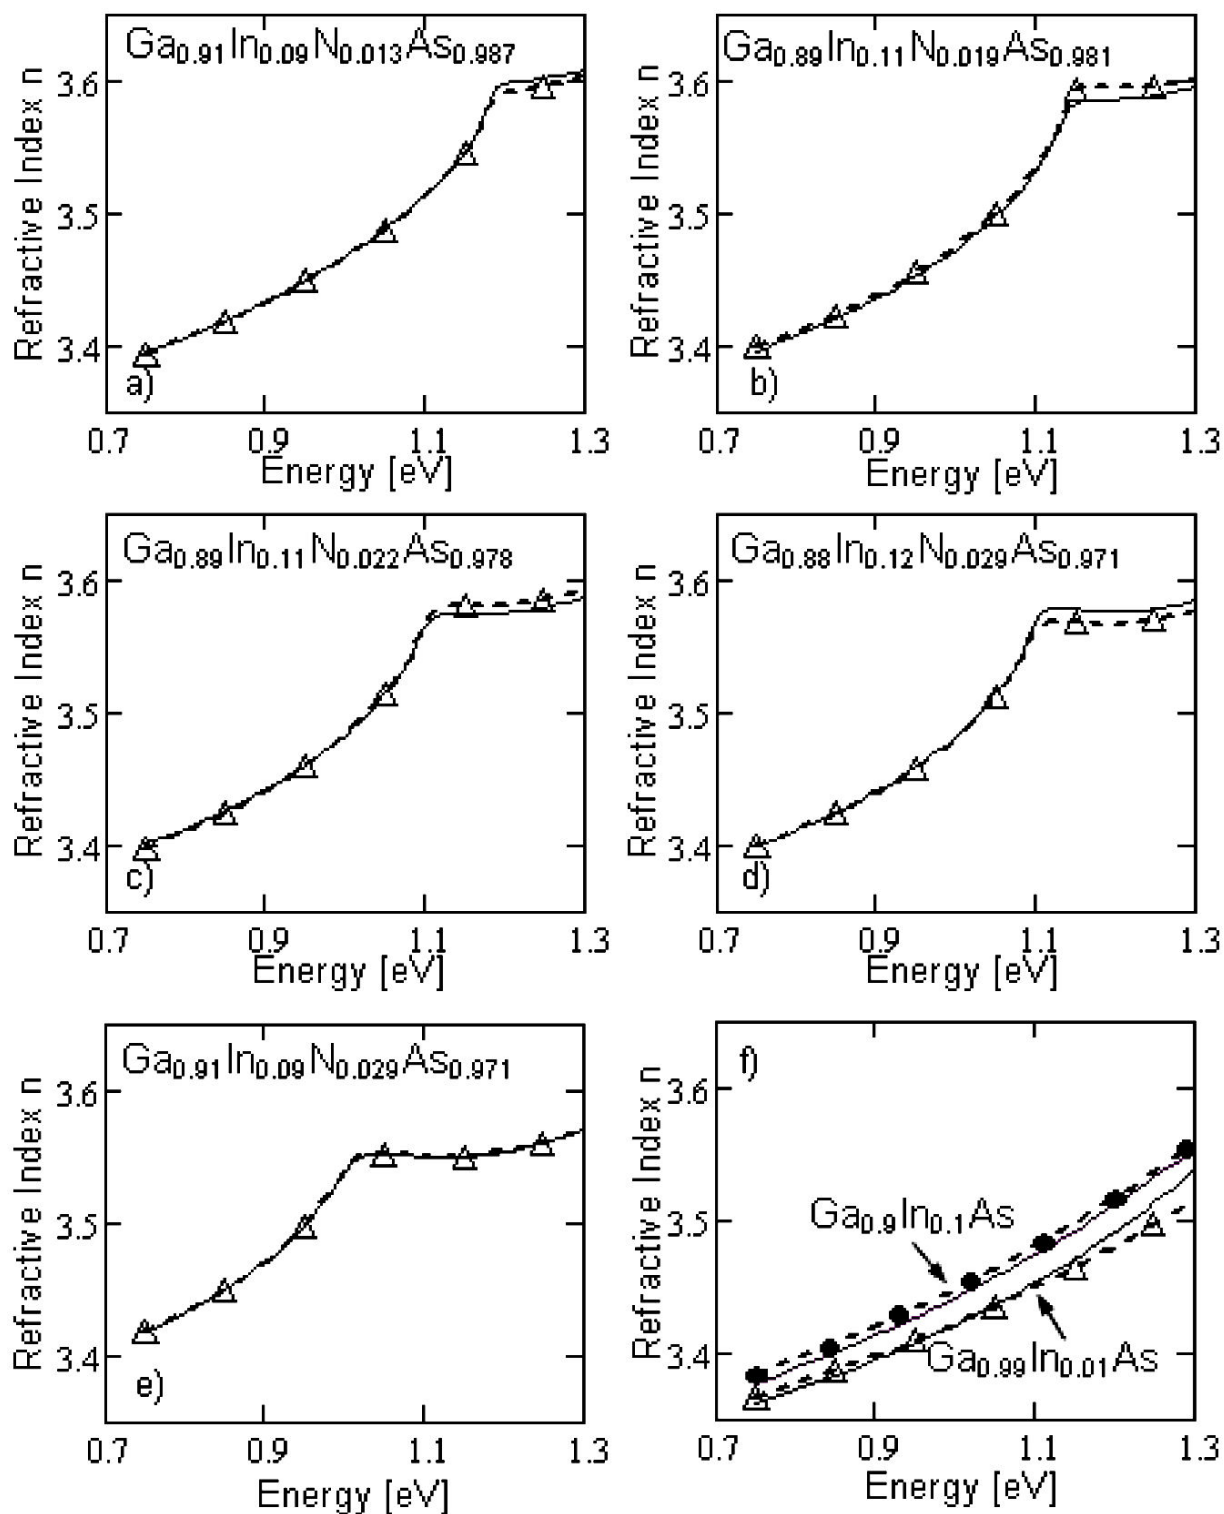 Ga0.91In0.09N0.013As0.987
Refractive Index n
3.6
3.5
3.4
a)
0.7 0.9 1.1 1.3
Energy [eV]
Ga0.89In0.11N0.019As0.981
Refractive Index n
3.6
3.5
3.4
b)
0.7 0.9 1.1 1.3
Energy [eV]
Ga0.89In0.11N0.022As0.978
Refractive Index n
3.6
3.5
3.4
c)
0.7 0.9 1.1 1.3
Energy [eV]
Ga0.88In0.12N0.029As0.971
Refractive Index n
3.6
3.5
3.4
d)
0.7 0.9 1.1 1.3
Energy [eV]
Ga0.91In0.09N0.029As0.971
Refractive Index n
3.6
3.5
3.4
e)
0.7 0.9 1.1 1.3
Energy [eV]
f)
Refractive Index n
3.6
3.5
3.4
Ga0.9In0.1As
Ga0.99In0.01As
0.7 0.9 1.1 1.3
Energy [eV]